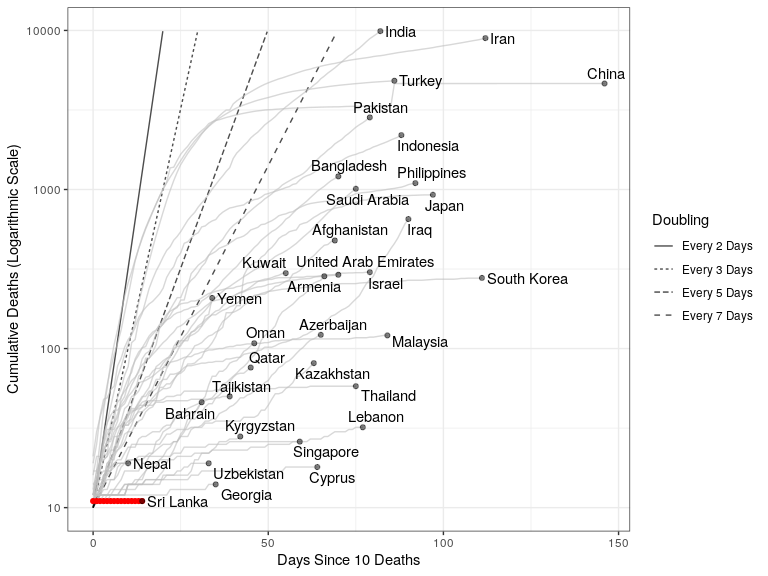 10000
1000
100
10
0
50
100
150
Days Since 10 Deaths
Cumulative Deaths (Logarithmic Scale)
India
Iran
China
Turkey
Pakistan
Indonesia
Bangladesh
Philippines
Saudi Arabia
Japan
Afghanistan
Iraq
Kuwait
United Arab Emirates
Armenia
Israel
South Korea
Yemen
Azerbaijan
Oman
Malaysia
Qatar
Kazakhstan
Tajikistan
Thailand
Bahrain
Lebanon
Kyrgyzstan
Singapore
Nepal
Uzbekistan
Cyprus
Georgia
Sri Lanka
Doubling
Every 2 Days
Every 3 Days
Every 5 Days
Every 7 Days